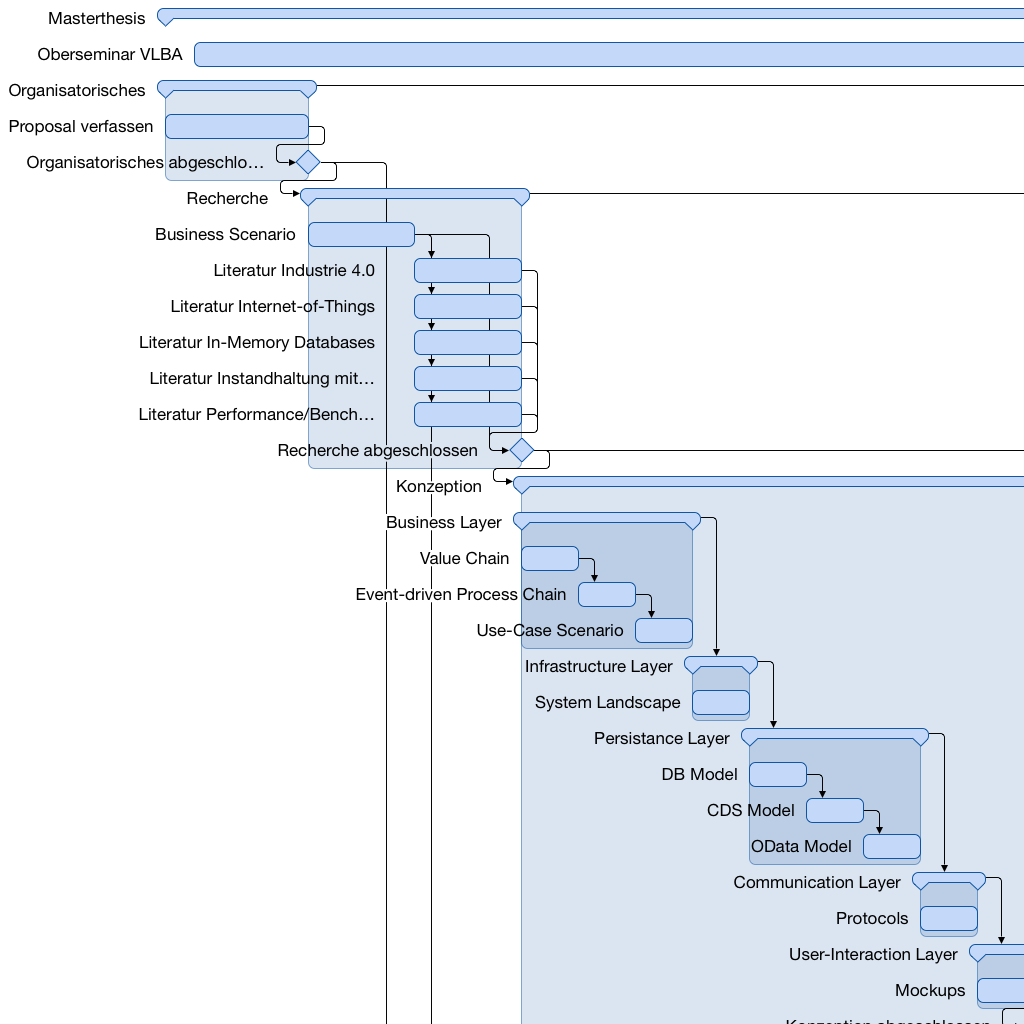 Masterthesis
Oberseminar VLBA
Organisatorisches
Proposal verfassen
Organisatorisches abgeschlo…
Recherche
Business Scenario
Literatur Industrie 4.0
Literatur Internet-of-Things
Literatur In-Memory Databases
Literatur Instandhaltung mit…
Literatur Performance/Bench…
Recherche abgeschlossen
Konzeption
Business Layer
Value Chain
Event-driven Process Chain
Use-Case Scenario
Infrastructure Layer
System Landscape
Persistance Layer
DB Model
CDS Model
OData Model
Communication Layer
Protocols
User-Interaction Layer
Mockups
Konzeption abgeschlossen